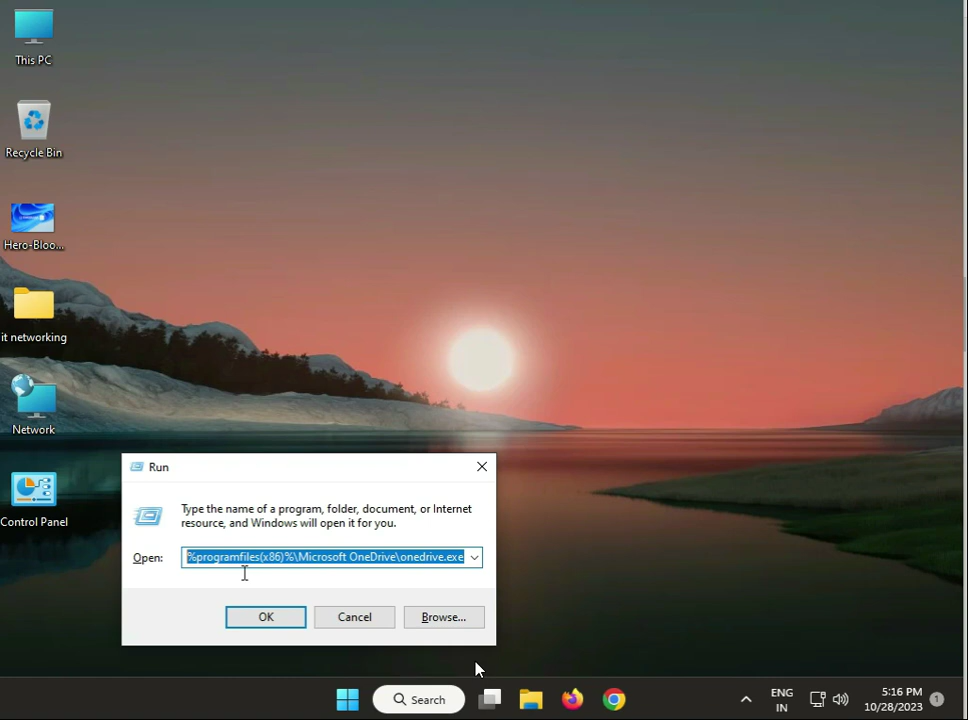 This PC
Recycle Bin
Hero-Bloo...
it networking
Network
Control Panel
Run
Type the name of a program, folder, document, or Internet
resource, and Windows will open it for you.
Open:
%programfiles(x86)%\Microsoft OneDrive\onedrive.exe
OK
Cancel
Browse...
Search
ENG
IN
5:16 PM
10/28/2023
1